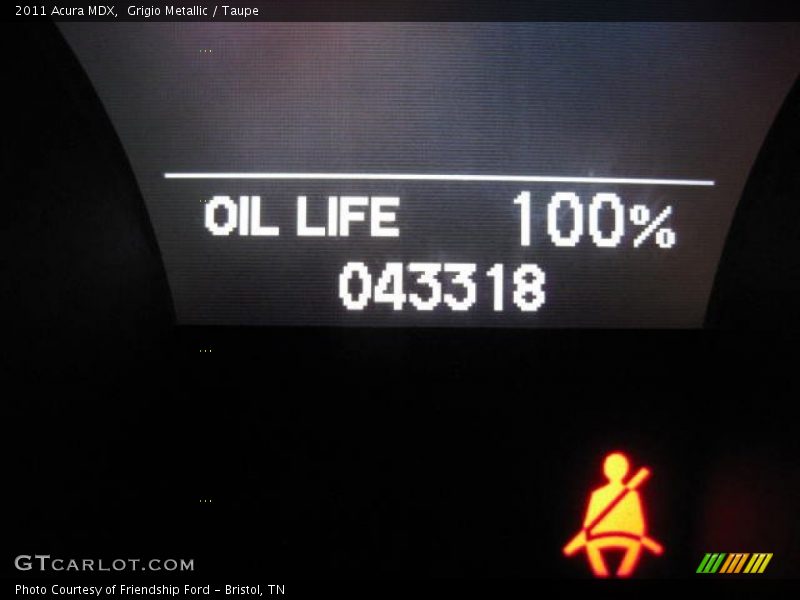 2011 Acura MDX,  Grigio Metallic / Taupe
...
OIL LIFE 100%
043318
...
...
GTCARLOT.COM
Photo Courtesy of Friendship Ford - Bristol, TN